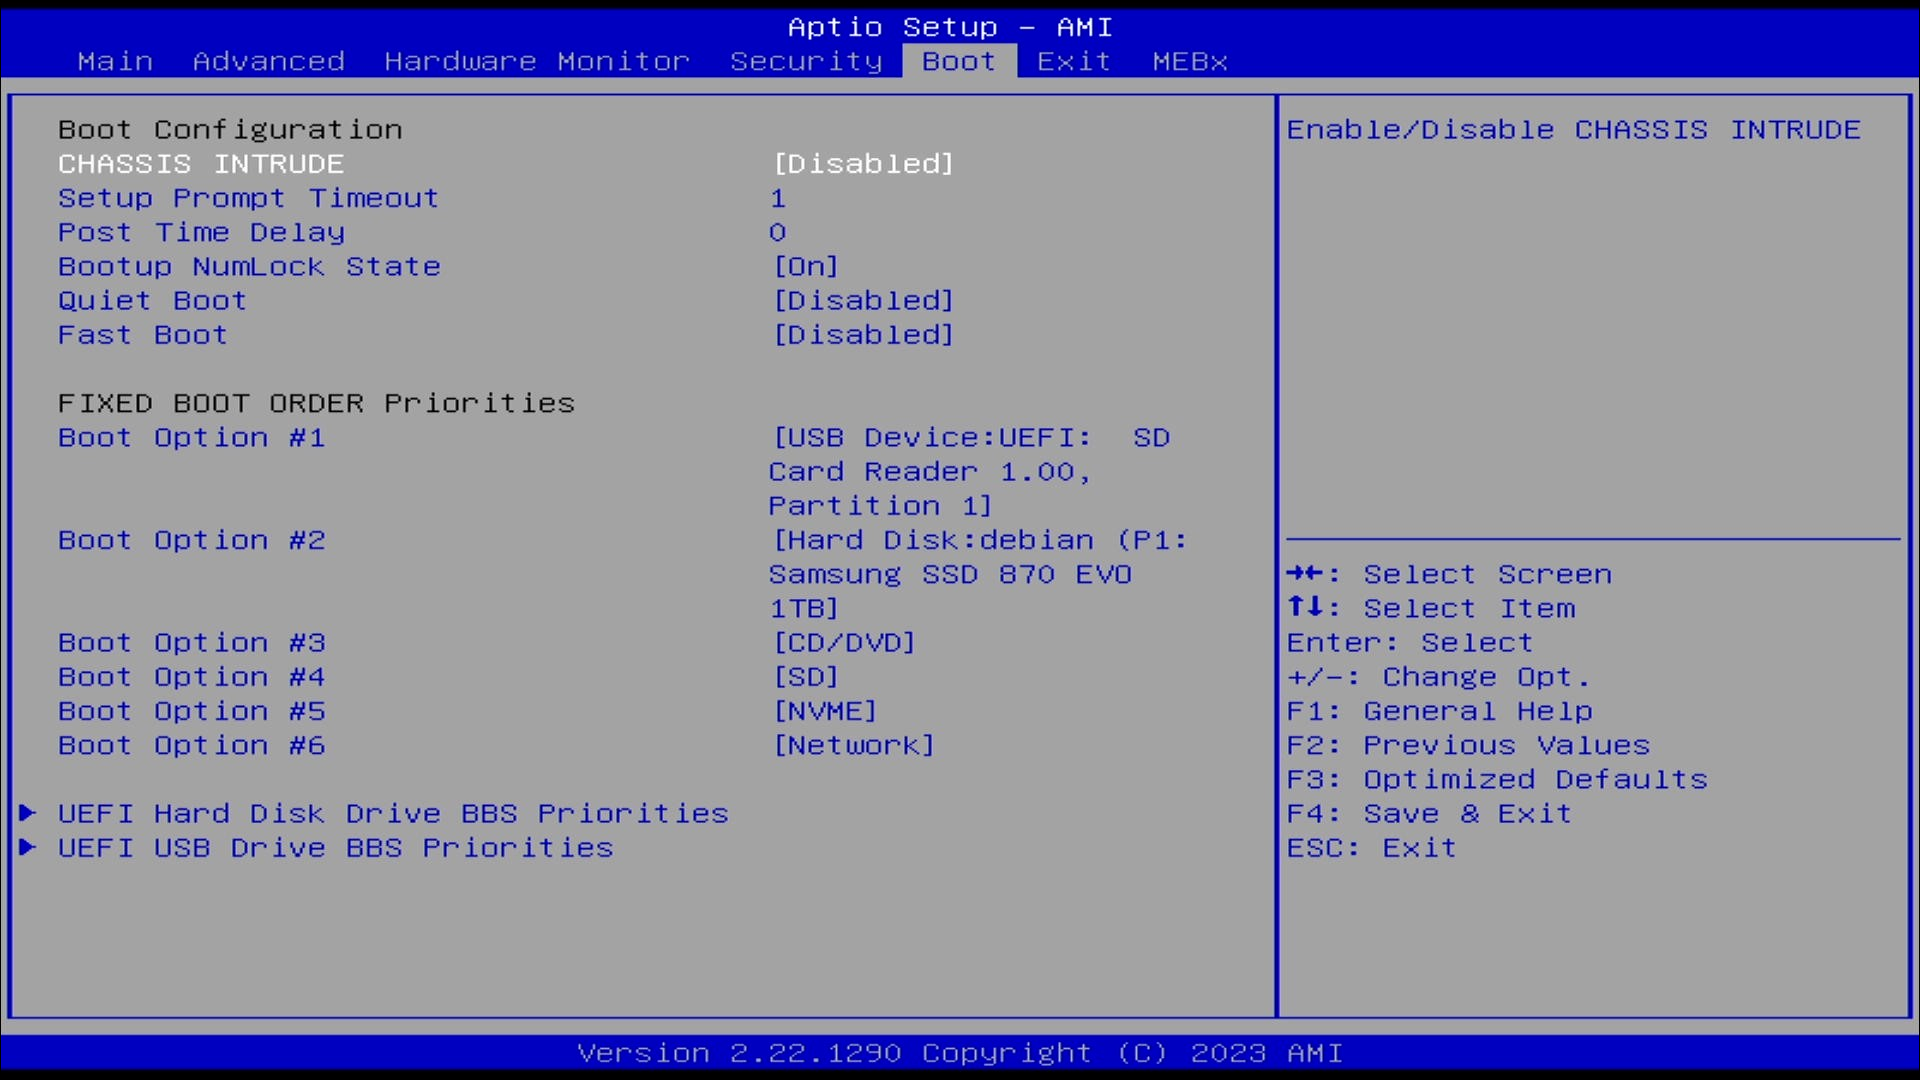 Aptio Setup – AMI
Main Advanced Hardware Monitor Security Boot Exit MEBx
Boot Configuration
CHASSIS INTRUDE [Disabled]
Setup Prompt Timeout 1
Post Time Delay 0
Bootup NumLock State [On]
Quiet Boot [Disabled]
Fast Boot [Disabled]
FIXED BOOT ORDER Priorities
Boot Option #1 [USB Device:UEFI: SD
Card Reader 1.00,
Partition 1]
Boot Option #2 [Hard Disk:debian (P1:
Samsung SSD 870 EVO
1TB]
Boot Option #3 [CD/DVD]
Boot Option #4 [SD]
Boot Option #5 [NVME]
Boot Option #6 [Network]
▶ UEFI Hard Disk Drive BBS Priorities
▶ UEFI USB Drive BBS Priorities
Enable/Disable CHASSIS INTRUDE
→←: Select Screen
↑↓: Select Item
Enter: Select
+/-: Change Opt.
F1: General Help
F2: Previous Values
F3: Optimized Defaults
F4: Save & Exit
ESC: Exit
Version 2.22.1290 Copyright (C) 2023 AMI